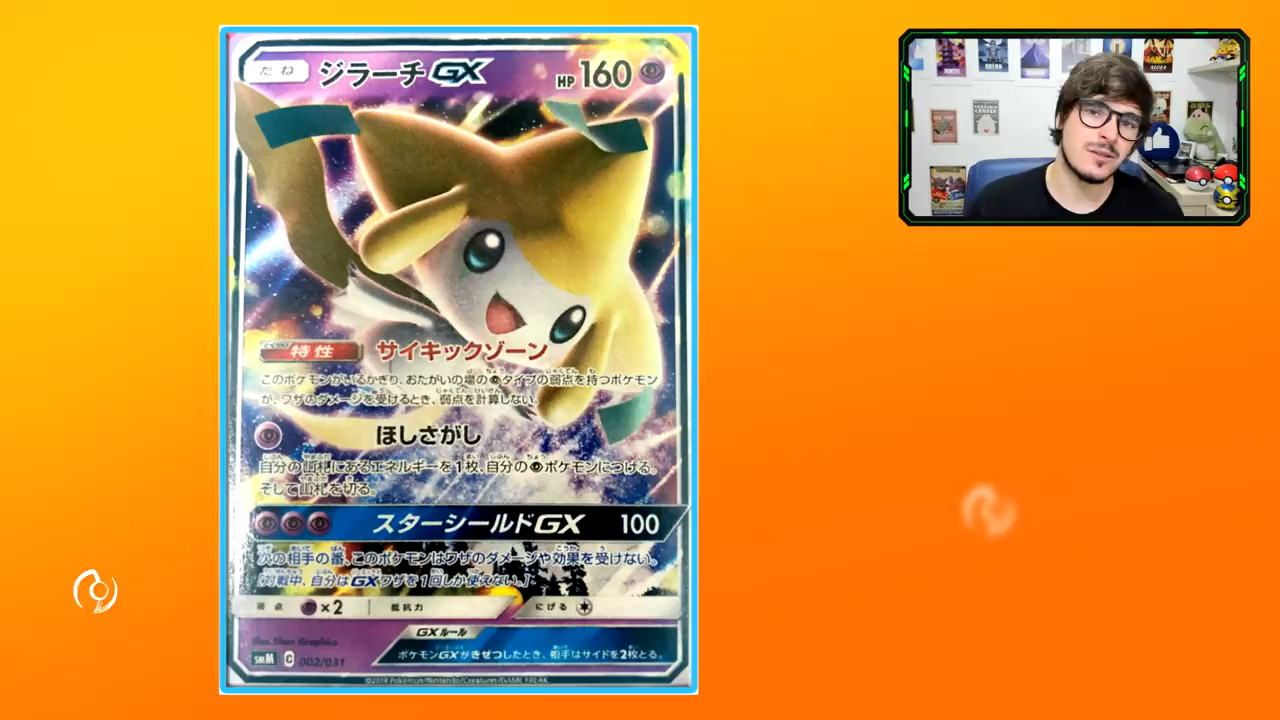 たね ジラーチGX HP160
特性 サイキックゾーン
このポケモンがいるかぎり、おたがいの場の タイプの弱点を持つポケモン
が、ワザのダメージを受けるとき、弱点を計算しない。
ほしさがし
自分の山札にあるエネルギーを1枚、自分の ポケモンにつける。
そして山札を切る。
スターシールドGX 100
次の相手の番、このポケモンはワザのダメージや効果を受けない。
[対戦中、自分はGXワザを1回しか使えない。]
弱点 ×2 抵抗力 にげる
GXルール
ポケモンGXがきぜつしたとき、相手はサイドを2枚とる。
SMM C 002/031
©2019 Pokémon/Nintendo/Creatures/GAME FREAK
JOHTO